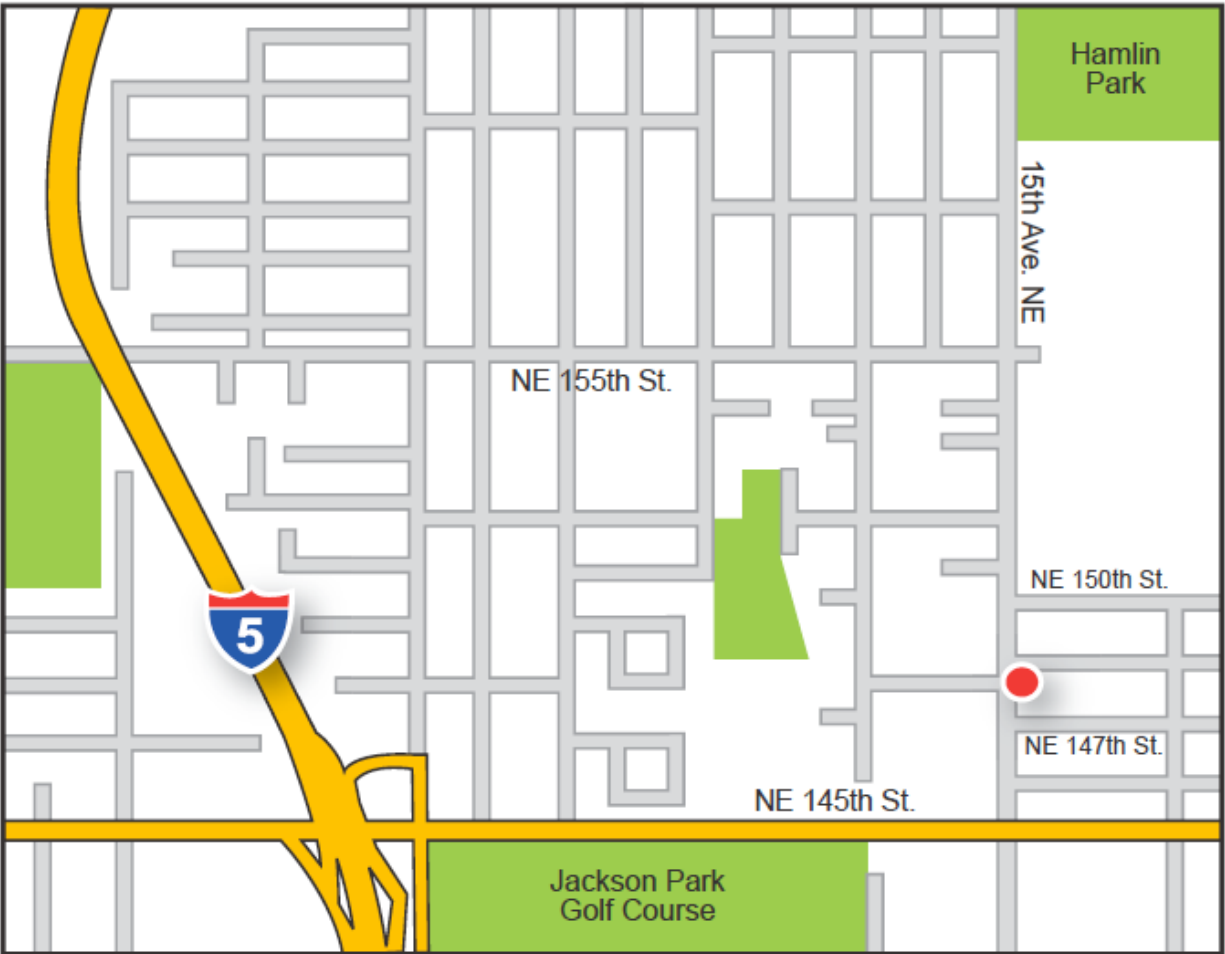 Hamlin
Park
15th Ave. NE
NE 155th St.
NE 150th St.
5
NE 147th St.
NE 145th St.
Jackson Park
Golf Course